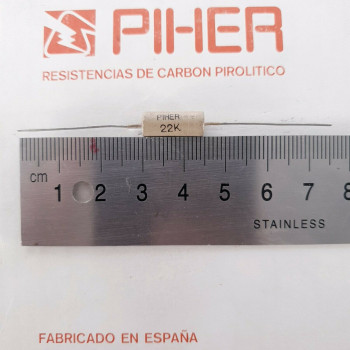 PIHER
RESISTENCIAS DE CARBON PIROLITICO
PIHER
22K
cm 1 2 3 4 5 6 7 8
STAINLESS
FABRICADO EN ESPAÑA